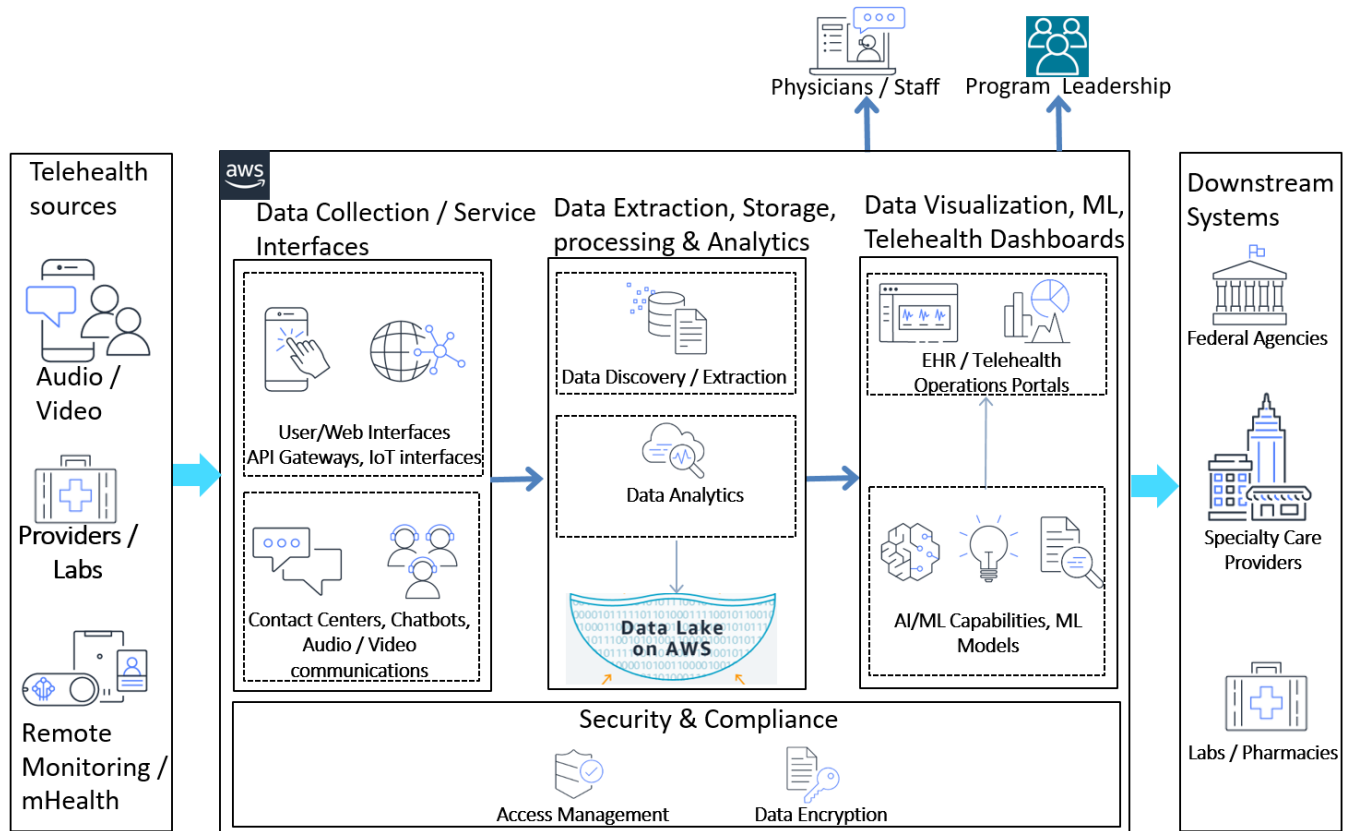 Physicians / Staff
Program Leadership
Telehealth
sources
Audio /
Video
Providers /
Labs
Remote
Monitoring /
mHealth
aws
Data Collection / Service
Interfaces
User/Web Interfaces
API Gateways, IoT interfaces
Contact Centers, Chatbots,
Audio / Video
communications
Data Extraction, Storage,
processing & Analytics
Data Discovery / Extraction
Data Analytics
Data Lake
on AWS
Data Visualization, ML,
Telehealth Dashboards
EHR / Telehealth
Operations Portals
AI/ML Capabilities, ML
Models
Security & Compliance
Access Management
Data Encryption
Downstream
Systems
Federal Agencies
Specialty Care
Providers
Labs / Pharmacies